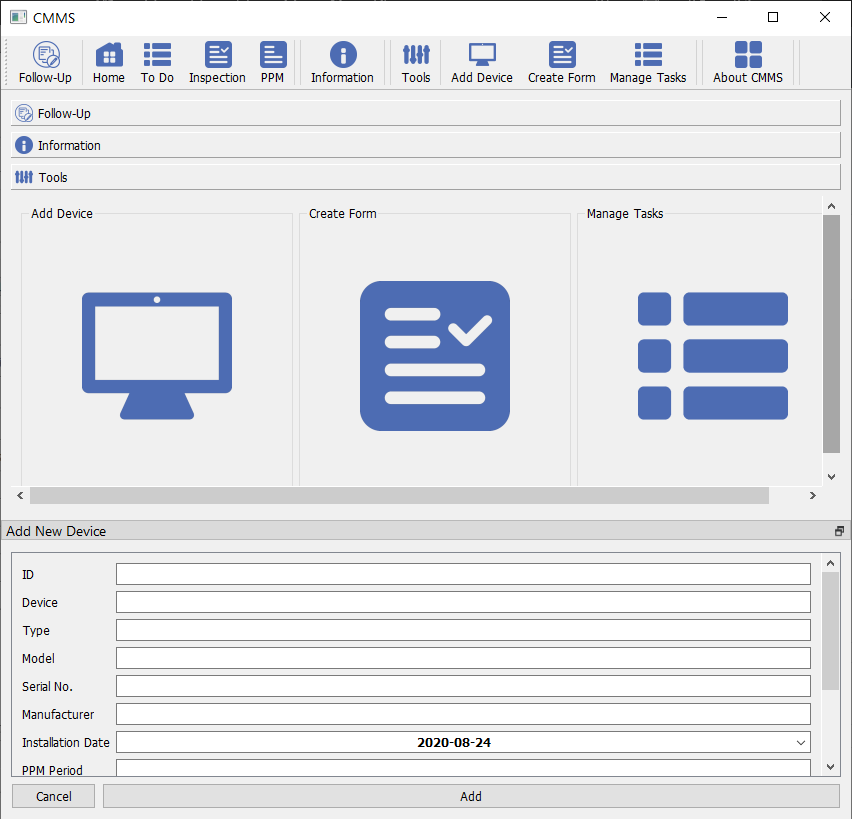 CMMS
Follow-Up Home To Do Inspection PPM Information Tools Add Device Create Form Manage Tasks About CMMS
Follow-Up
Information
Tools
Add Device Create Form Manage Tasks
Add New Device
ID
Device
Type
Model
Serial No.
Manufacturer
Installation Date 2020-08-24
PPM Period
Cancel Add